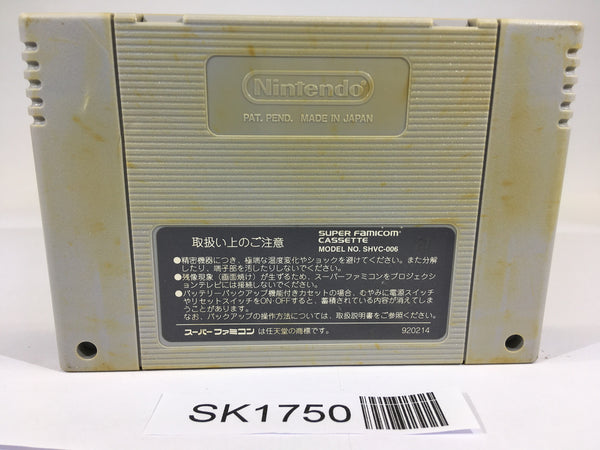 Nintendo
PAT. PEND. MADE IN JAPAN
取扱い上のご注意
SUPER FAMICOM
CASSETTE
MODEL NO. SHVC-006
●精密機器につき、極端な温度変化やショックを避けてください。また分解
したり、端子部を汚したりしないでください。
●残像現象(画面焼け)が生ずるため、スーパーファミコンをプロジェクシ
ョンテレビには接続しないでください。
●バッテリーバックアップ機能付きカセットの場合、むやみに電源スイッチ
やリセットスイッチをON・OFFすると、蓄積されている内容が消えてしま
うことがあります。
なお、バックアップの操作方法については、取扱説明書をご参照ください。
スーパーファミコン は任天堂の商標です。
920214
SK1750